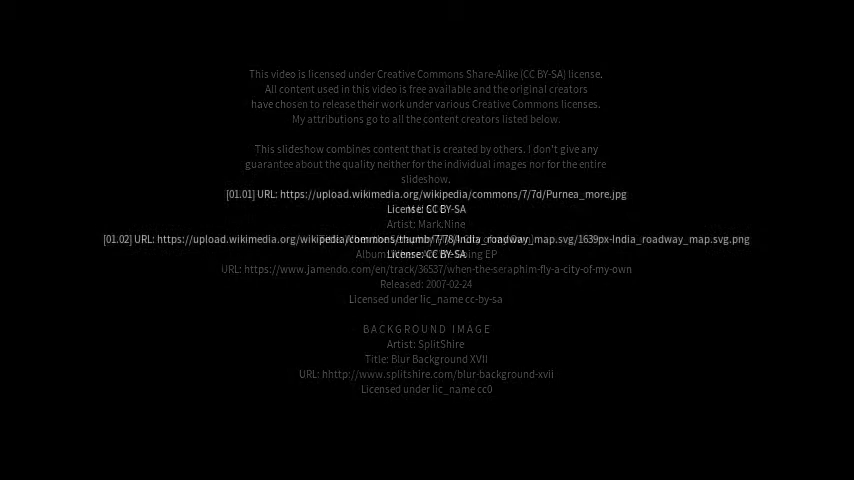 This video is licensed under Creative Commons Share-Alike (CC BY-SA) license.
All content used in this video is free available and the original creators
have chosen to release their work under various Creative Commons licenses.
My attributions go to all the content creators listed below.
This slideshow combines content that is created by others. I don't give any
guarantee about the quality neither for the individual images nor for the entire
slideshow.
[01.01] URL: https://upload.wikimedia.org/wikipedia/commons/7/7d/Purnea_more.jpg
License: CC BY-SA
Artist: Mark.Nine
[01.02] URL: https://upload.wikimedia.org/wikipedia/commons/thumb/7/78/India_roadway_map.svg/1639px-India_roadway_map.svg.png
License: CC BY-SA
Album: EP
URL: https://www.jamendo.com/en/track/36537/when-the-seraphim-fly-a-city-of-my-own
Released: 2007-02-24
Licensed under lic_name cc-by-sa
BACKGROUND IMAGE
Artist: SplitShire
Title: Blur Background XVII
URL: hhttp://www.splitshire.com/blur-background-xvii
Licensed under lic_name cc0